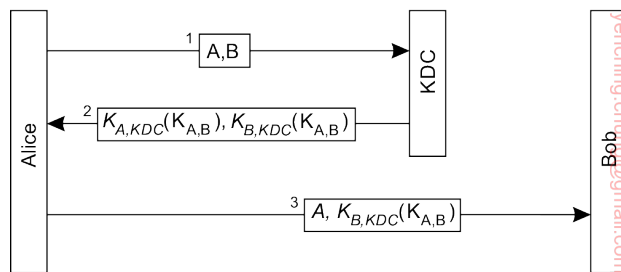 1
A,B
2
K_{A,KDC}(K_{A,B}), K_{B,KDC}(K_{A,B})
3
A, K_{B,KDC}(K_{A,B})
Alice
KDC
Bob